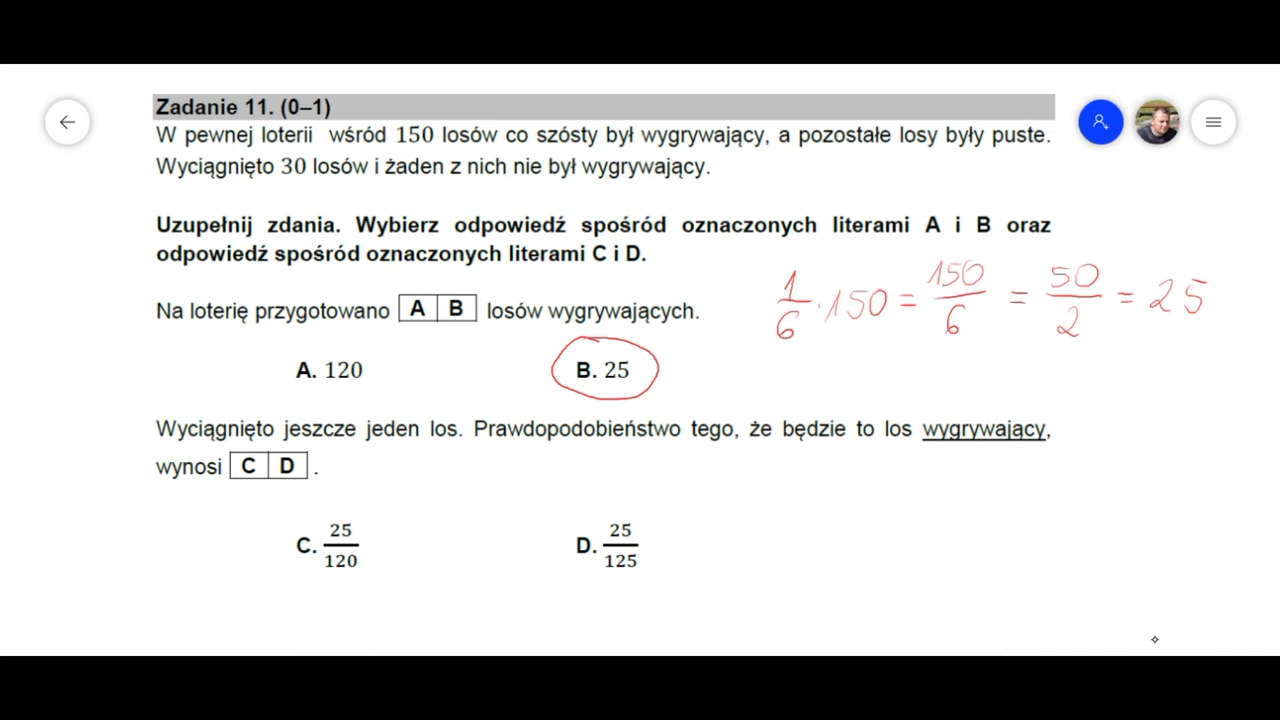 Zadanie 11. (0–1)
W pewnej loterii wśród 150 losów co szósty był wygrywający, a pozostałe losy były puste.
Wyciągnięto 30 losów i żaden z nich nie był wygrywający.
Uzupełnij zdania. Wybierz odpowiedź spośród oznaczonych literami A i B oraz
odpowiedź spośród oznaczonych literami C i D.
Na loterię przygotowano A B losów wygrywających.
1/6 · 150 = 150/6 = 50/2 = 25
A. 120 B. 25
Wyciągnięto jeszcze jeden los. Prawdopodobieństwo tego, że będzie to los wygrywający,
wynosi C D .
C. 25/120 D. 25/125